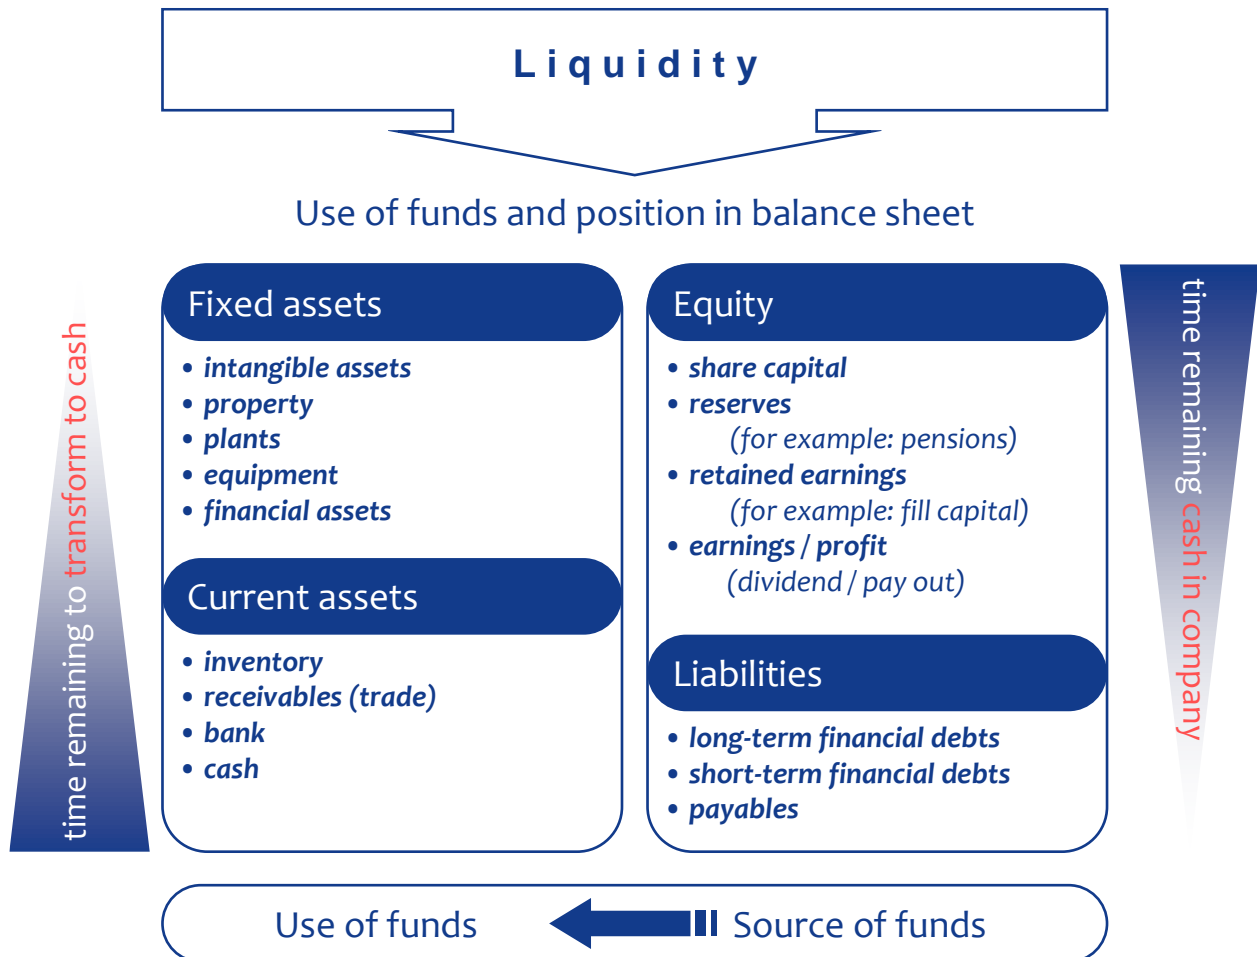 Liquidity
Use of funds and position in balance sheet
time remaining to transform to cash
Fixed assets
• intangible assets
• property
• plants
• equipment
• financial assets
Current assets
• inventory
• receivables (trade)
• bank
• cash
Equity
• share capital
• reserves
(for example: pensions)
• retained earnings
(for example: fill capital)
• earnings / profit
(dividend / pay out)
Liabilities
• long-term financial debts
• short-term financial debts
• payables
time remaining cash in company
Use of funds
Source of funds